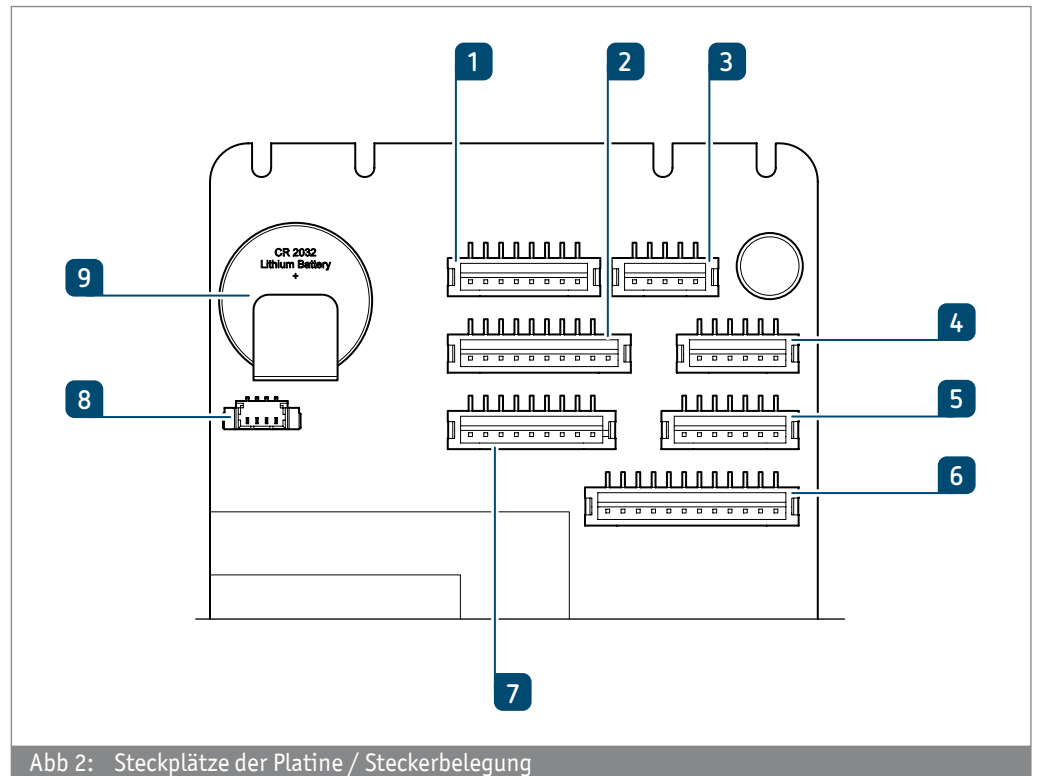 1 2 3
CR 2032
Lithium Battery
+
9
4
8
5
6
7
Abb 2: Steckplätze der Platine / Steckerbelegung